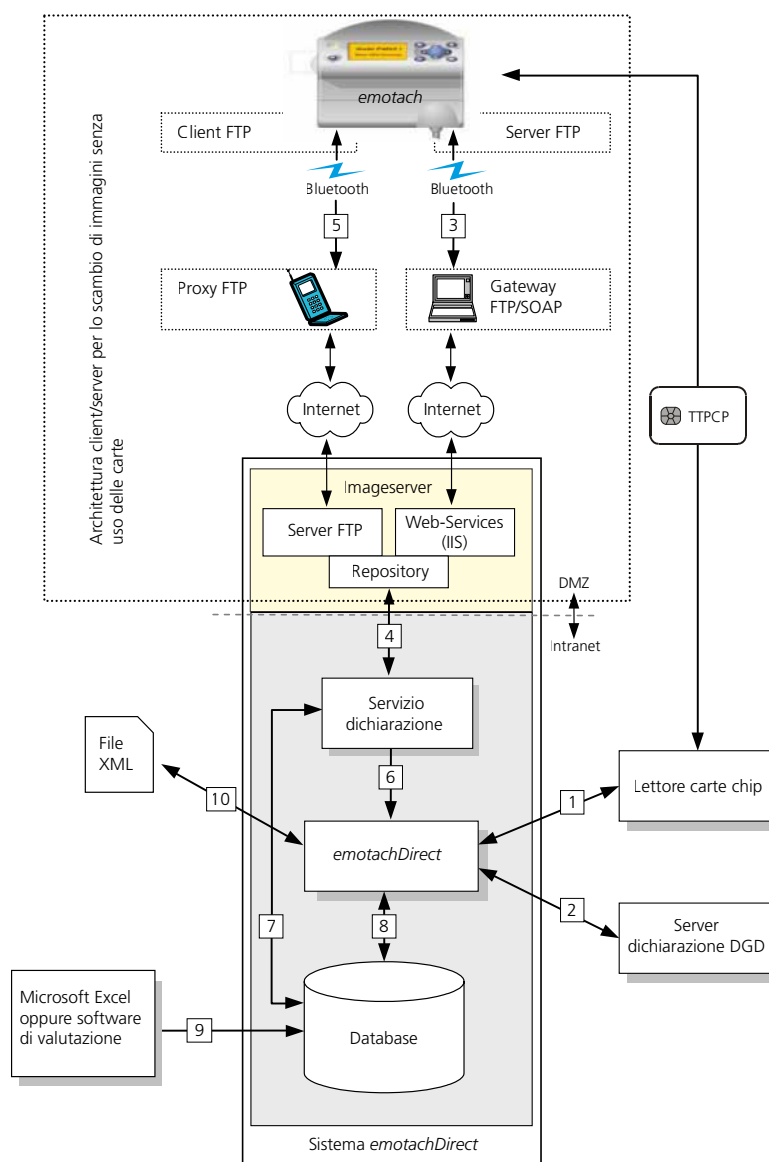 emotach
Client FTP
Server FTP
Bluetooth
Bluetooth
5
3
Proxy FTP
Gateway
FTP/SOAP
Architettura client/server per lo scambio di immagini senza
uso delle carte
Internet
Internet
TTPCP
Imageserver
Server FTP
Web-Services
(IIS)
Repository
DMZ
4
Intranet
Servizio
dichiarazione
File
XML
6
10
1
Lettore carte chip
emotachDirect
2
7
8
Server
dichiarazione DGD
Microsoft Excel
oppure software
di valutazione
9
Database
Sistema emotachDirect